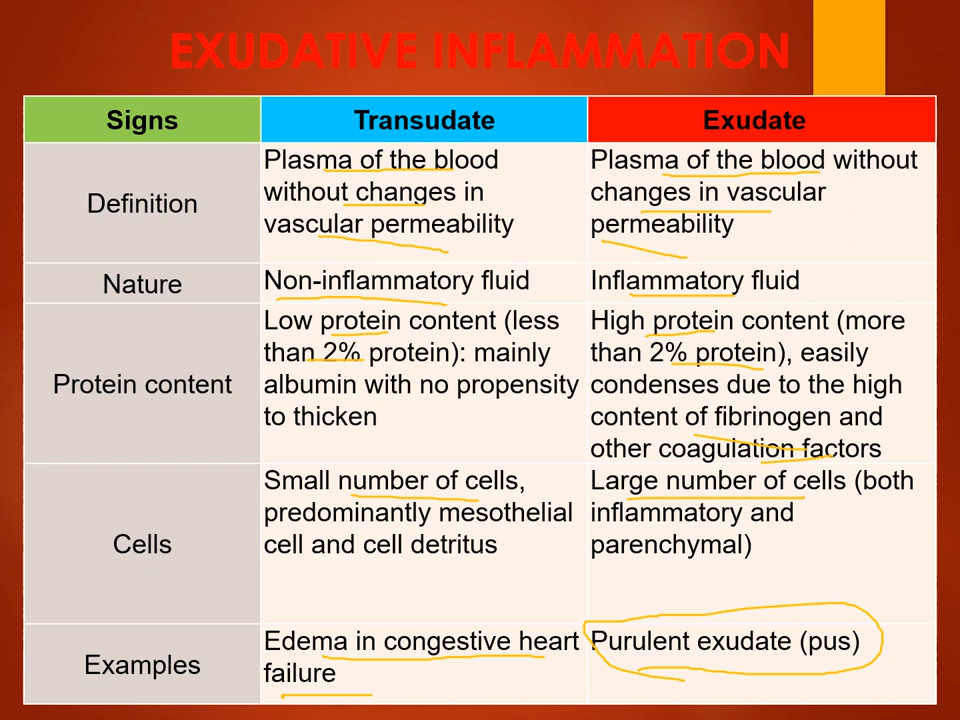 EXUDATIVE INFLAMMATION
Signs
Transudate
Exudate
Definition
Plasma of the blood
without changes in
vascular permeability
Plasma of the blood without
changes in vascular
permeability
Nature
Non-inflammatory fluid
Inflammatory fluid
Protein content
Low protein content (less
than 2% protein): mainly
albumin with no propensity
to thicken
High protein content (more
than 2% protein), easily
condenses due to the high
content of fibrinogen and
other coagulation factors
Cells
Small number of cells,
predominantly mesothelial
cell and cell detritus
Large number of cells (both
inflammatory and
parenchymal)
Examples
Edema in congestive heart
failure
Purulent exudate (pus)